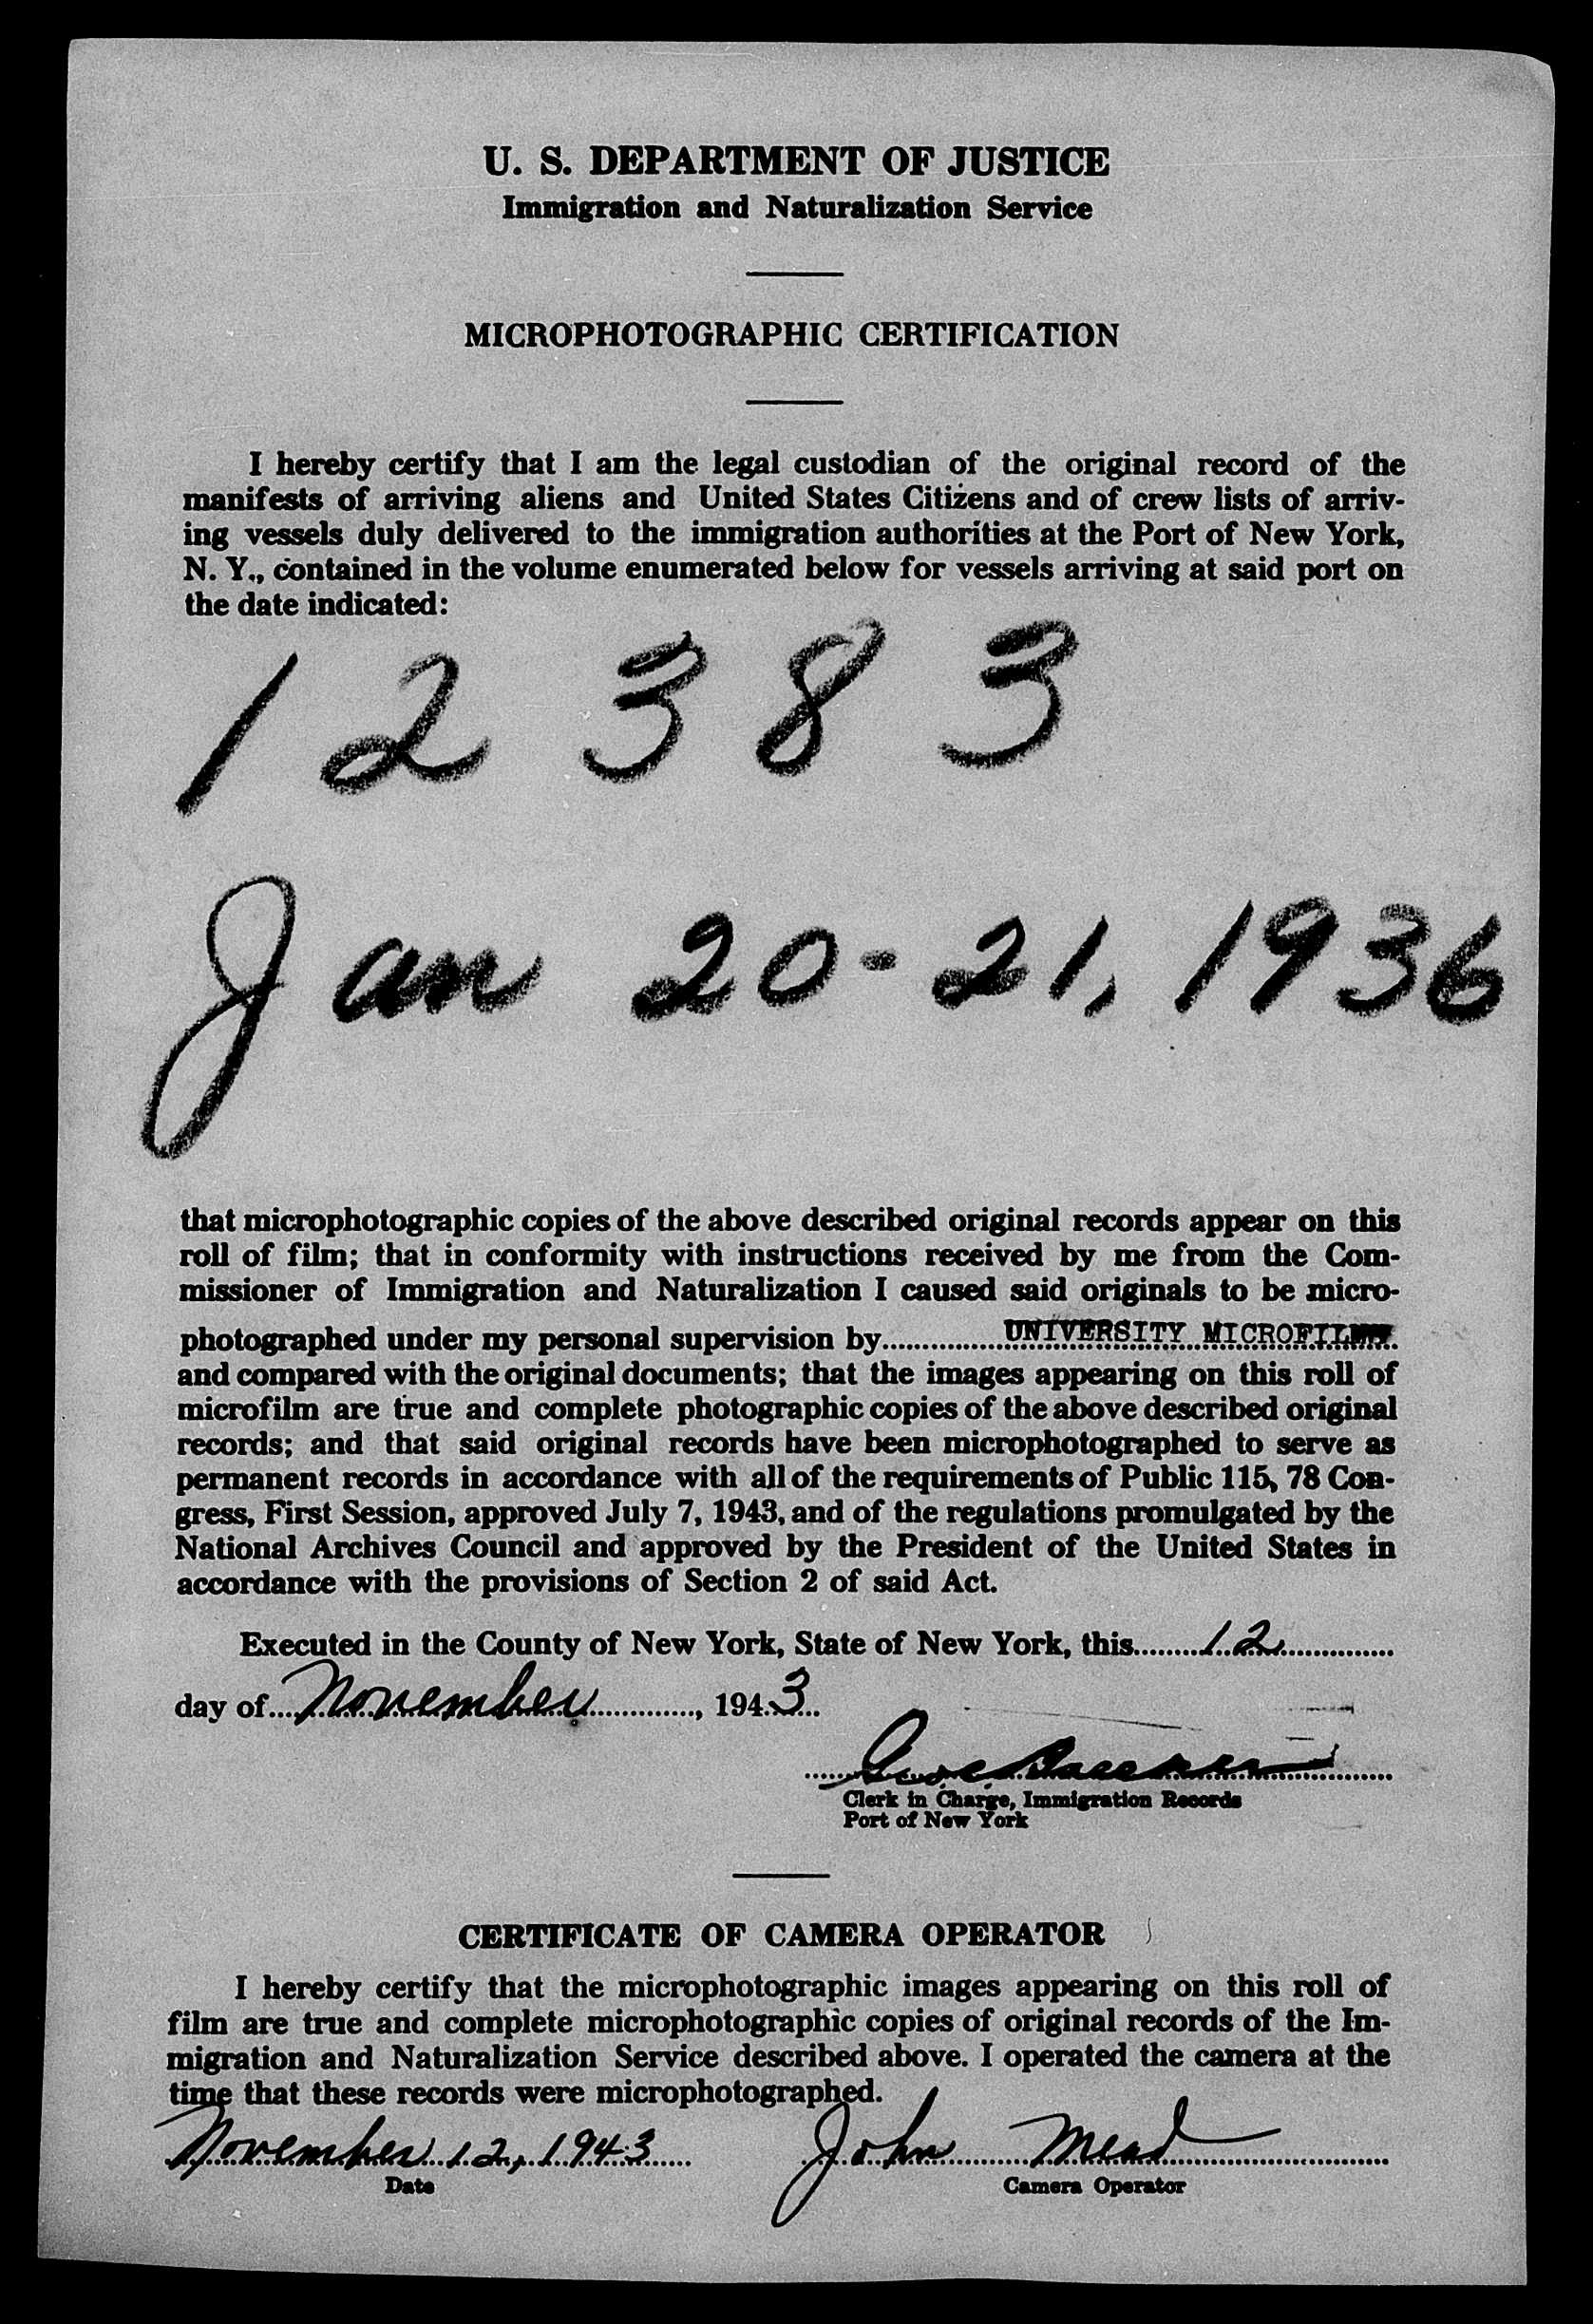 U. S. DEPARTMENT OF JUSTICE
Immigration and Naturalization Service
MICROPHOTOGRAPHIC CERTIFICATION
I hereby certify that I am the legal custodian of the original record of the
manifests of arriving aliens and United States Citizens and of crew lists of arriv-
ing vessels duly delivered to the immigration authorities at the Port of New York,
N. Y., contained in the volume enumerated below for vessels arriving at said port on
the date indicated:
12383
Jan 20-21, 1936
that microphotographic copies of the above described original records appear on this
roll of film; that in conformity with instructions received by me from the Com-
missioner of Immigration and Naturalization I caused said originals to be micro-
photographed under my personal supervision by UNIVERSITY MICROFILMS
and compared with the original documents; that the images appearing on this roll of
microfilm are true and complete photographic copies of the above described original
records; and that said original records have been microphotographed to serve as
permanent records in accordance with all of the requirements of Public 115, 78 Con-
gress, First Session, approved July 7, 1943, and of the regulations promulgated by the
National Archives Council and approved by the President of the United States in
accordance with the provisions of Section 2 of said Act.
Executed in the County of New York, State of New York, this 12
day of November, 1943
Clerk in Charge, Immigration Records
Port of New York
CERTIFICATE OF CAMERA OPERATOR
I hereby certify that the microphotographic images appearing on this roll of
film are true and complete microphotographic copies of original records of the Im-
migration and Naturalization Service described above. I operated the camera at the
time that these records were microphotographed.
November 12, 1943 John Mead
Date Camera Operator